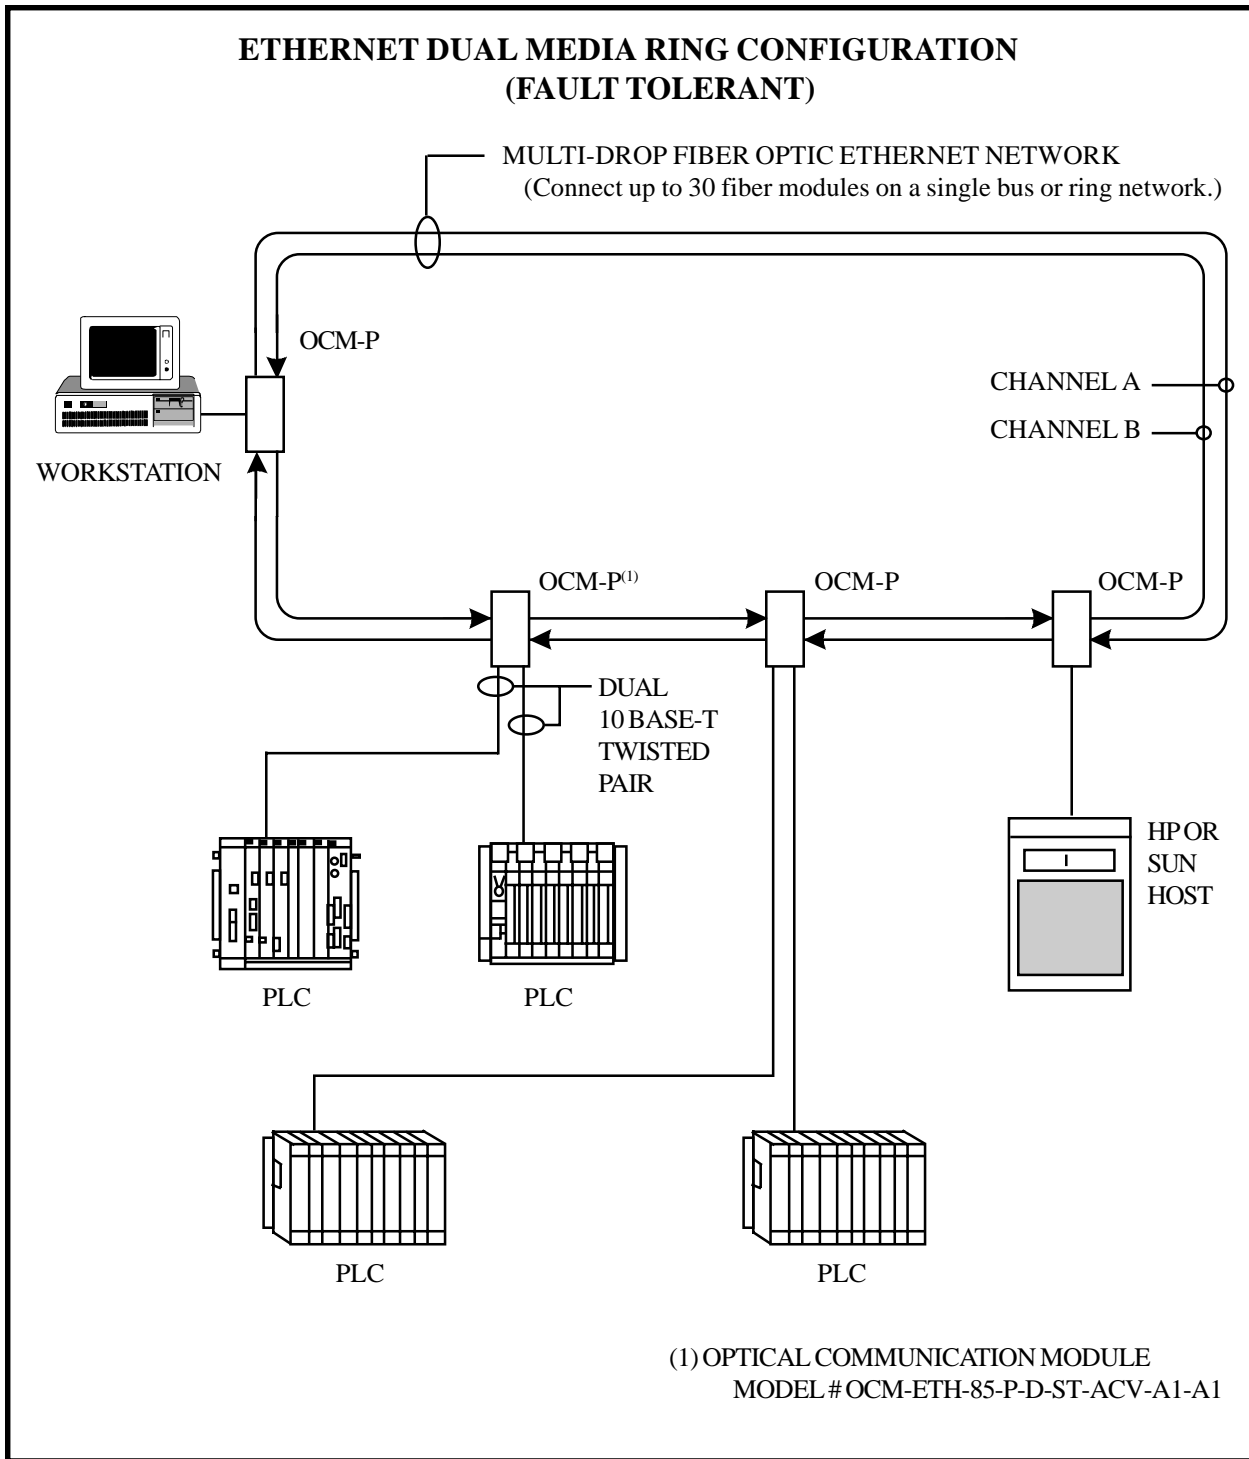 ETHERNET DUAL MEDIA RING CONFIGURATION
(FAULT TOLERANT)
MULTI-DROP FIBER OPTIC ETHERNET NETWORK
(Connect up to 30 fiber modules on a single bus or ring network.)
OCM-P
CHANNEL A
CHANNEL B
WORKSTATION
OCM-P(1)
OCM-P
OCM-P
DUAL
10 BASE-T
TWISTED
PAIR
HP OR
SUN
HOST
PLC
PLC
PLC
PLC
(1) OPTICAL COMMUNICATION MODULE
MODEL # OCM-ETH-85-P-D-ST-ACV-A1-A1